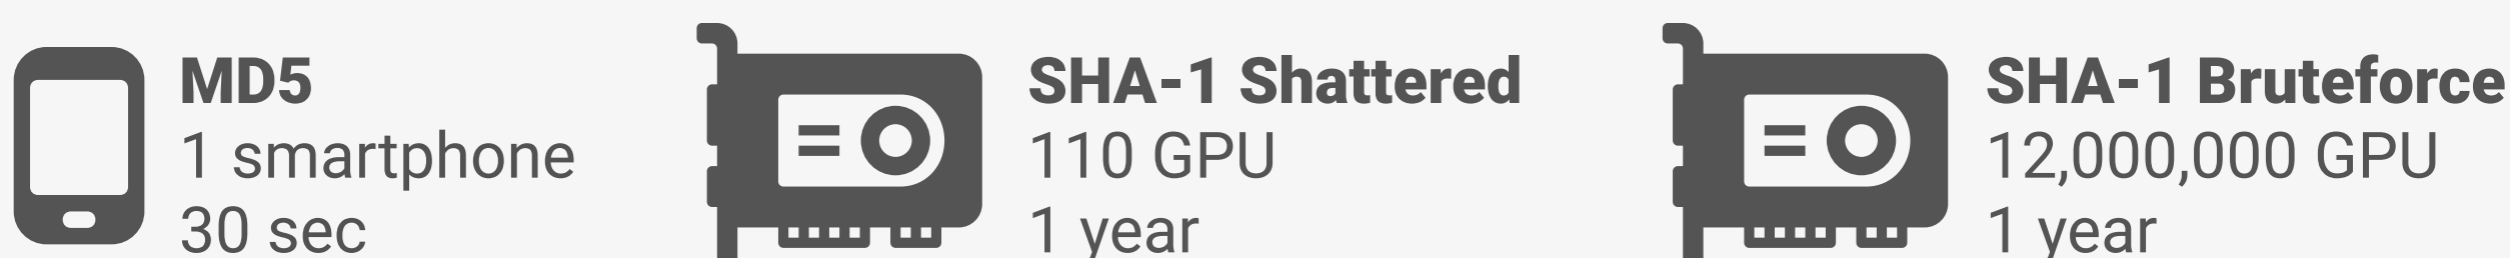 MD5
1 smartphone
30 sec
SHA-1 Shattered
110 GPU
1 year
SHA-1 Bruteforce
12,000,000 GPU
1 year